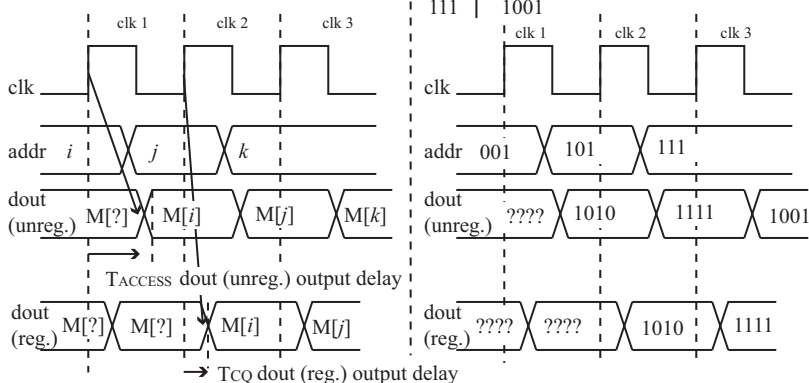 111 | 1001
clk 1 clk 2 clk 3
clk
addr i j k
dout
(unreg.) M[?] M[i] M[j] M[k]
TACCESS dout (unreg.) output delay
dout
(reg.) M[?] M[?] M[i] M[j]
TCQ dout (reg.) output delay
clk 1 clk 2 clk 3
clk
addr 001 101 111
dout
(unreg.) ???? 1010 1111 1001
dout
(reg.) ???? ???? 1010 1111